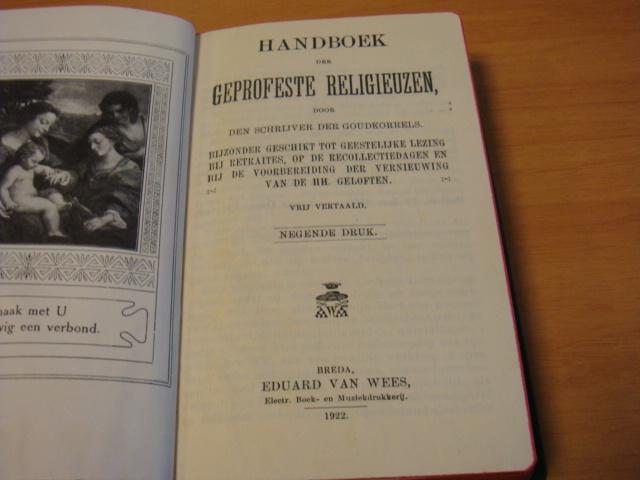 HANDBOEK
DER
GEPROFESTE RELIGIEUZEN,
DOOR
DEN SCHRIJVER DER GOUDKORRELS.
BIJZONDER GESCHIKT TOT GEESTELIJKE LEZING
BIJ RETRAITES, OP DE RECOLLECTIEDAGEN EN
BIJ DE VOORBEREIDING DER VERNIEUWING
VAN DE HH. GELOFTEN.
VRIJ VERTAALD.
NEGENDE DRUK.
W
BREDA,
EDUARD VAN WEES,
Electr. Boek- en Muziekdrukkerij.
1922.
maak met U
wig een verbond.